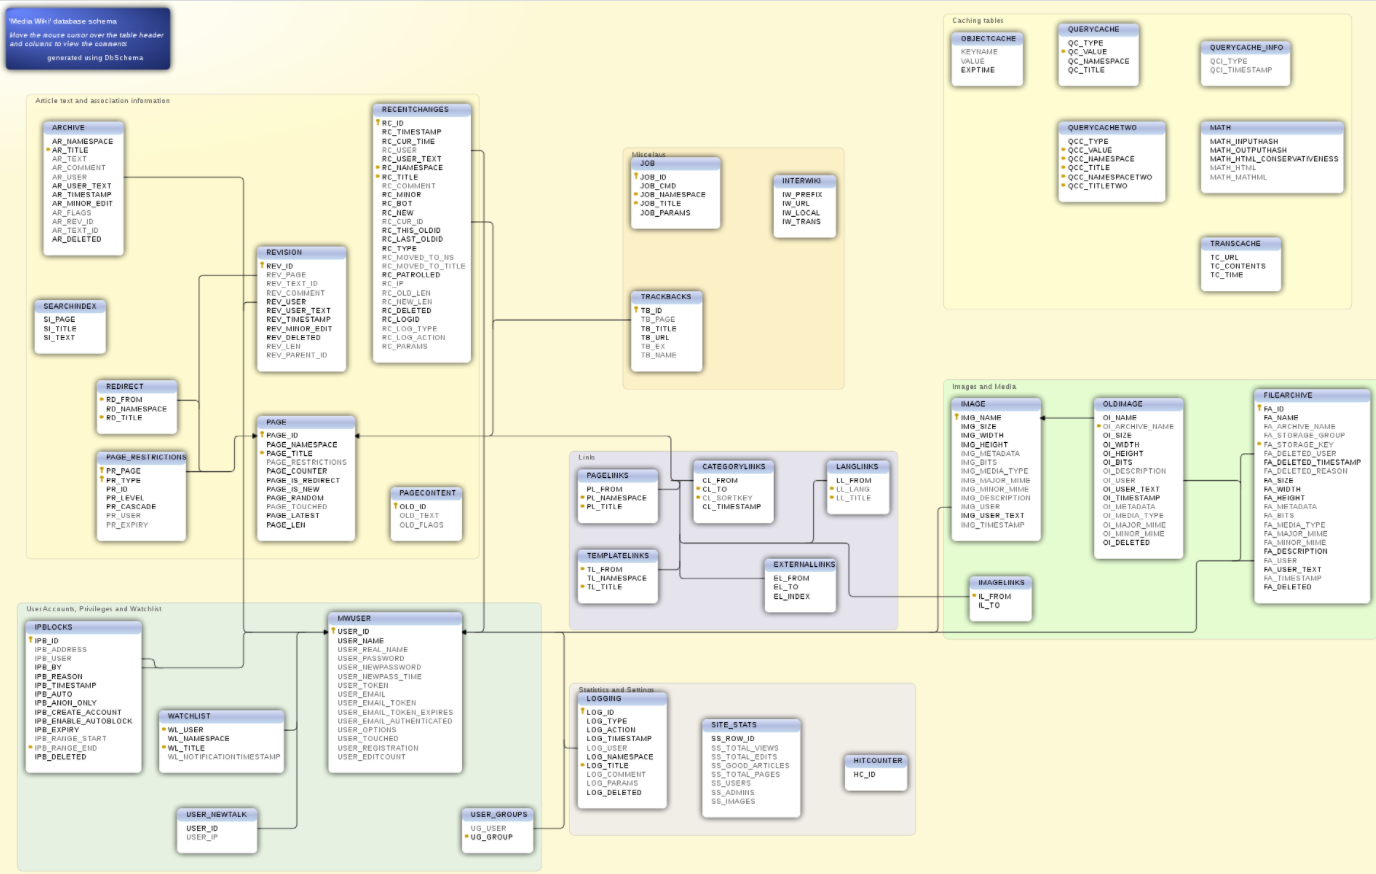 'Media Wiki' database schema
Move the mouse cursor over the table header
and columns to view the comments
generated using DbSchema
Article text and association information
ARCHIVE
AR_NAMESPACE
AR_TITLE
AR_TEXT
AR_COMMENT
AR_USER
AR_USER_TEXT
AR_TIMESTAMP
AR_MINOR_EDIT
AR_FLAGS
AR_REV_ID
AR_TEXT_ID
AR_DELETED
SEARCHINDEX
SI_PAGE
SI_TITLE
SI_TEXT
REDIRECT
RD_FROM
RD_NAMESPACE
RD_TITLE
PAGE_RESTRICTIONS
PR_PAGE
PR_TYPE
PR_ID
PR_LEVEL
PR_CASCADE
PR_USER
PR_EXPIRY
REVISION
REV_ID
REV_PAGE
REV_TEXT_ID
REV_COMMENT
REV_USER
REV_USER_TEXT
REV_TIMESTAMP
REV_MINOR_EDIT
REV_DELETED
REV_LEN
REV_PARENT_ID
RECENTCHANGES
RC_ID
RC_TIMESTAMP
RC_CUR_TIME
RC_USER
RC_USER_TEXT
RC_NAMESPACE
RC_TITLE
RC_COMMENT
RC_MINOR
RC_BOT
RC_NEW
RC_CUR_ID
RC_THIS_OLDID
RC_LAST_OLDID
RC_TYPE
RC_MOVED_TO_NS
RC_MOVED_TO_TITLE
RC_PATROLLED
RC_IP
RC_OLD_LEN
RC_NEW_LEN
RC_DELETED
RC_LOGID
RC_LOG_TYPE
RC_LOG_ACTION
RC_PARAMS
PAGE
PAGE_ID
PAGE_NAMESPACE
PAGE_TITLE
PAGE_RESTRICTIONS
PAGE_COUNTER
PAGE_IS_REDIRECT
PAGE_IS_NEW
PAGE_RANDOM
PAGE_TOUCHED
PAGE_LATEST
PAGE_LEN
PAGECONTENT
OLD_ID
OLD_TEXT
OLD_FLAGS
JOB
JOB_ID
JOB_CMD
JOB_NAMESPACE
JOB_TITLE
JOB_PARAMS
INTERWIKI
IW_PREFIX
IW_URL
IW_LOCAL
IW_TRANS
TRACKBACKS
TB_ID
TB_PAGE
TB_TITLE
TB_URL
TB_EX
TB_NAME
Caching tables
OBJECTCACHE
KEYNAME
VALUE
EXPTIME
QUERYCACHE
QC_TYPE
QC_VALUE
QC_NAMESPACE
QC_TITLE
QUERYCACHE_INFO
QCI_TYPE
QCI_TIMESTAMP
QUERYCACHETWO
QCC_TYPE
QCC_VALUE
QCC_NAMESPACE
QCC_TITLE
QCC_NAMESPACETWO
QCC_TITLETWO
MATH
MATH_INPUTHASH
MATH_OUTPUTHASH
MATH_HTML_CONSERVATIVENESS
MATH_HTML
MATH_MATHML
TRANSCACHE
TC_URL
TC_CONTENTS
TC_TIME
Links
PAGELINKS
PL_FROM
PL_NAMESPACE
PL_TITLE
CATEGORYLINKS
CL_FROM
CL_TO
CL_SORTKEY
CL_TIMESTAMP
LANGLINKS
LL_FROM
LL_LANG
LL_TITLE
TEMPLATELINKS
TL_FROM
TL_NAMESPACE
TL_TITLE
EXTERNALLINKS
EL_FROM
EL_TO
EL_INDEX
Images and Media
IMAGE
IMG_NAME
IMG_SIZE
IMG_WIDTH
IMG_HEIGHT
IMG_METADATA
IMG_BITS
IMG_MEDIA_TYPE
IMG_MAJOR_MIME
IMG_MINOR_MIME
IMG_DESCRIPTION
IMG_USER
IMG_USER_TEXT
IMG_TIMESTAMP
OLDIMAGE
OI_NAME
OI_ARCHIVE_NAME
OI_SIZE
OI_WIDTH
OI_HEIGHT
OI_BITS
OI_DESCRIPTION
OI_USER
OI_USER_TEXT
OI_TIMESTAMP
OI_METADATA
OI_MEDIA_TYPE
OI_MAJOR_MIME
OI_MINOR_MIME
OI_DELETED
FILEARCHIVE
FA_ID
FA_NAME
FA_ARCHIVE_NAME
FA_STORAGE_GROUP
FA_STORAGE_KEY
FA_DELETED_USER
FA_DELETED_TIMESTAMP
FA_DELETED_REASON
FA_SIZE
FA_WIDTH
FA_HEIGHT
FA_METADATA
FA_BITS
FA_MEDIA_TYPE
FA_MAJOR_MIME
FA_MINOR_MIME
FA_DESCRIPTION
FA_USER
FA_USER_TEXT
FA_TIMESTAMP
FA_DELETED
IMAGELINKS
IL_FROM
IL_TO
UserAccounts, Privileges and Watchlist
IPBLOCKS
IPB_ID
IPB_ADDRESS
IPB_USER
IPB_BY
IPB_REASON
IPB_TIMESTAMP
IPB_AUTO
IPB_ANON_ONLY
IPB_CREATE_ACCOUNT
IPB_ENABLE_AUTOBLOCK
IPB_EXPIRY
IPB_RANGE_START
IPB_RANGE_END
IPB_DELETED
WATCHLIST
WL_USER
WL_NAMESPACE
WL_TITLE
WL_NOTIFICATIONTIMESTAMP
MWUSER
USER_ID
USER_NAME
USER_REAL_NAME
USER_PASSWORD
USER_NEWPASSWORD
USER_NEWPASS_TIME
USER_TOKEN
USER_EMAIL
USER_EMAIL_TOKEN
USER_EMAIL_TOKEN_EXPIRES
USER_EMAIL_AUTHENTICATED
USER_OPTIONS
USER_TOUCHED
USER_REGISTRATION
USER_EDITCOUNT
USER_NEWTALK
USER_ID
USER_IP
USER_GROUPS
UG_USER
UG_GROUP
Statistics and Settings
LOGGING
LOG_ID
LOG_TYPE
LOG_ACTION
LOG_TIMESTAMP
LOG_USER
LOG_NAMESPACE
LOG_TITLE
LOG_COMMENT
LOG_PARAMS
LOG_DELETED
SITE_STATS
SS_ROW_ID
SS_TOTAL_VIEWS
SS_TOTAL_EDITS
SS_GOOD_ARTICLES
SS_TOTAL_PAGES
SS_USERS
SS_ADMINS
SS_IMAGES
HITCOUNTER
HC_ID